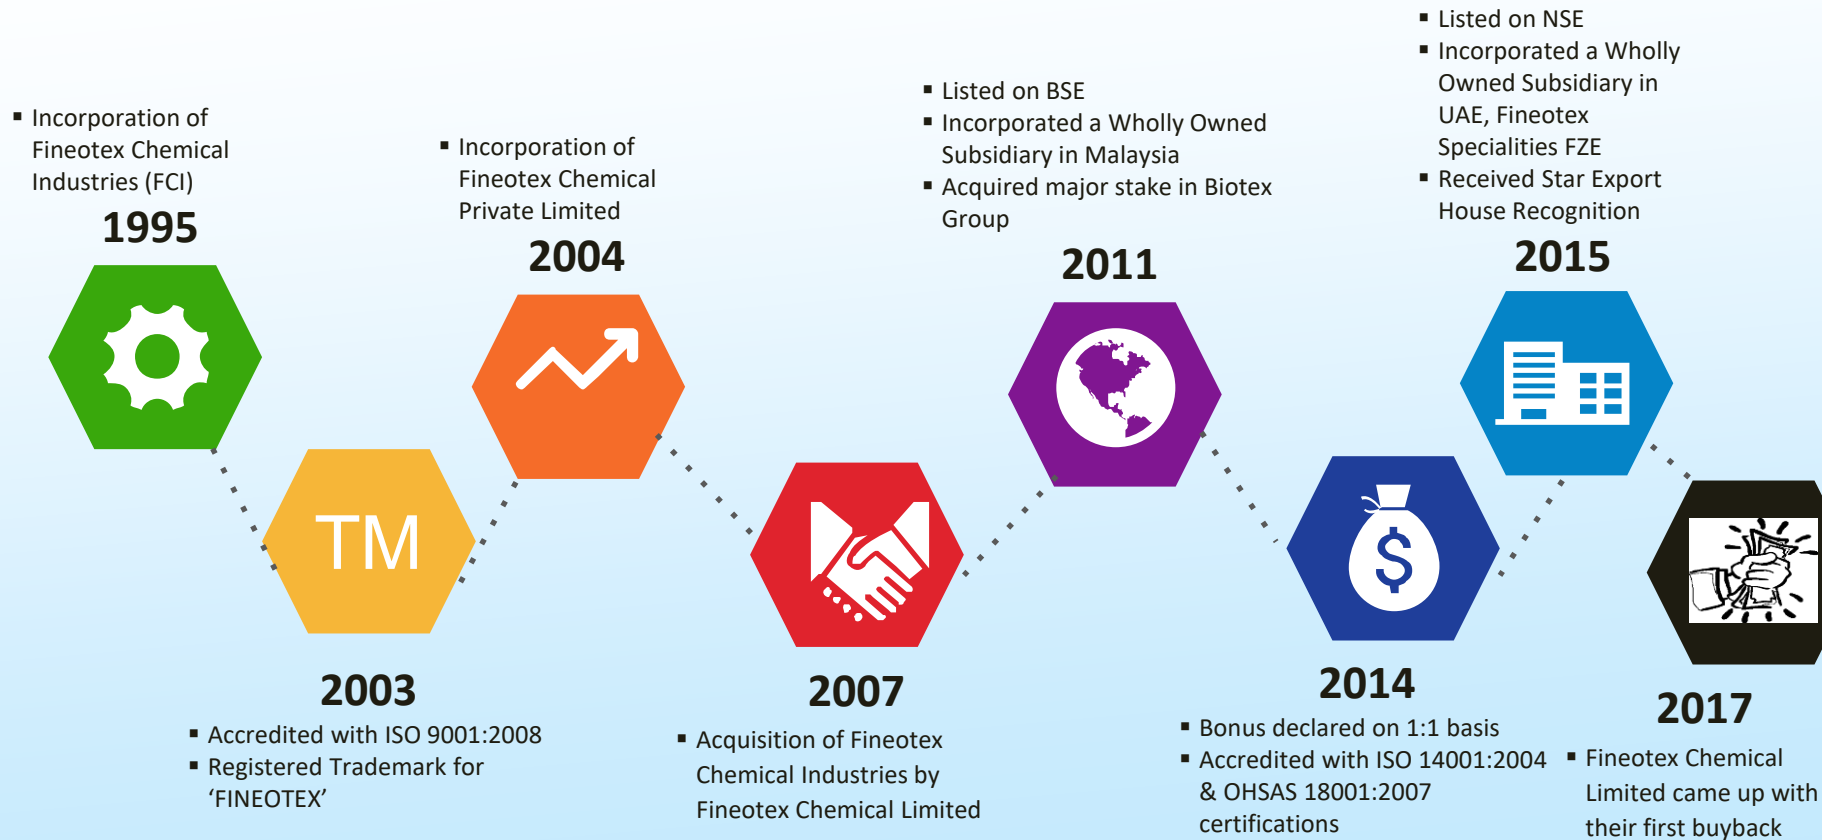 ▪ Incorporation of
Fineotex Chemical
Industries (FCI)
1995
TM
2003
▪ Accredited with ISO 9001:2008
▪ Registered Trademark for
‘FINEOTEX’
▪ Incorporation of
Fineotex Chemical
Private Limited
2004
2007
▪ Acquisition of Fineotex
Chemical Industries by
Fineotex Chemical Limited
▪ Listed on BSE
▪ Incorporated a Wholly Owned
Subsidiary in Malaysia
▪ Acquired major stake in Biotex
Group
2011
$
2014
▪ Bonus declared on 1:1 basis
▪ Accredited with ISO 14001:2004
& OHSAS 18001:2007
certifications
▪ Listed on NSE
▪ Incorporated a Wholly
Owned Subsidiary in
UAE, Fineotex
Specialities FZE
▪ Received Star Export
House Recognition
2015
2017
▪ Fineotex Chemical
Limited came up with
their first buyback